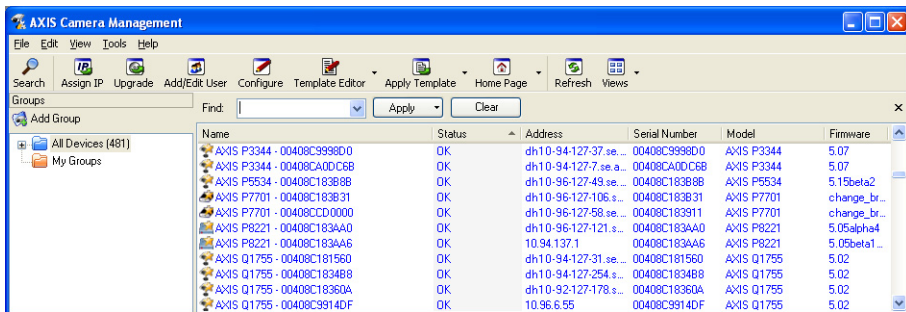 AXIS Camera Management
File Edit View Tools Help
Search Assign IP Upgrade Add/Edit User Configure Template Editor Apply Template Home Page Refresh Views
Groups
Add Group
All Devices (481)
My Groups
Find: Apply Clear
Name Status Address Serial Number Model Firmware
AXIS P3344 - 00408C9998D0 OK dh10-94-127-37.se.... 00408C9998D0 AXIS P3344 5.07
AXIS P3344 - 00408CA0DC6B OK dh10-94-127-7.se.a... 00408CA0DC6B AXIS P3344 5.07
AXIS P5534 - 00408C183B8B OK dh10-96-127-49.se.... 00408C183B8B AXIS P5534 5.15beta2
AXIS P7701 - 00408C183B31 OK dh10-96-127-106.s... 00408C183B31 AXIS P7701 change_br...
AXIS P7701 - 00408CCD0000 OK dh10-96-127-58.se.... 00408C183911 AXIS P7701 change_br...
AXIS P8221 - 00408C183AA0 OK dh10-96-127-121.s... 00408C183AA0 AXIS P8221 5.05alpha4
AXIS P8221 - 00408C183AA6 OK 10.94.137.1 00408C183AA6 AXIS P8221 5.05beta1...
AXIS Q1755 - 00408C181560 OK dh10-94-127-31.se.... 00408C181560 AXIS Q1755 5.02
AXIS Q1755 - 00408C1834B8 OK dh10-94-127-254.s... 00408C1834B8 AXIS Q1755 5.02
AXIS Q1755 - 00408C18360A OK dh10-92-127-178.s... 00408C18360A AXIS Q1755 5.02
AXIS Q1755 - 00408C9914DF OK 10.96.6.55 00408C9914DF AXIS Q1755 5.02